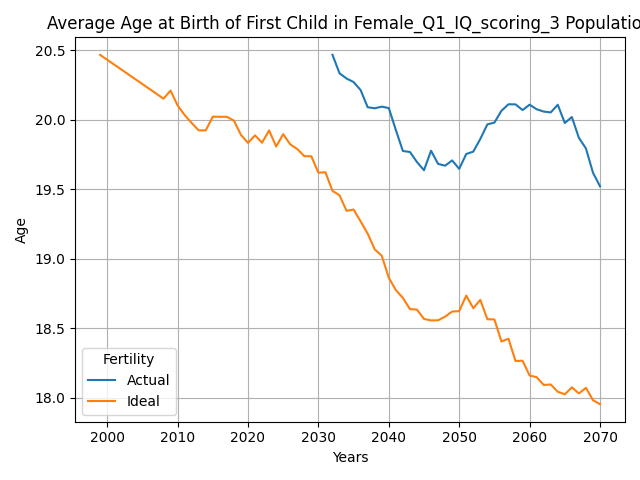 Average Age at Birth of First Child in Female_Q1_IQ_scoring_3 Populatio
20.5
20.0
19.5
19.0
18.5
18.0
Age
Fertility
Actual
Ideal
2000 2010 2020 2030 2040 2050 2060 2070
Years